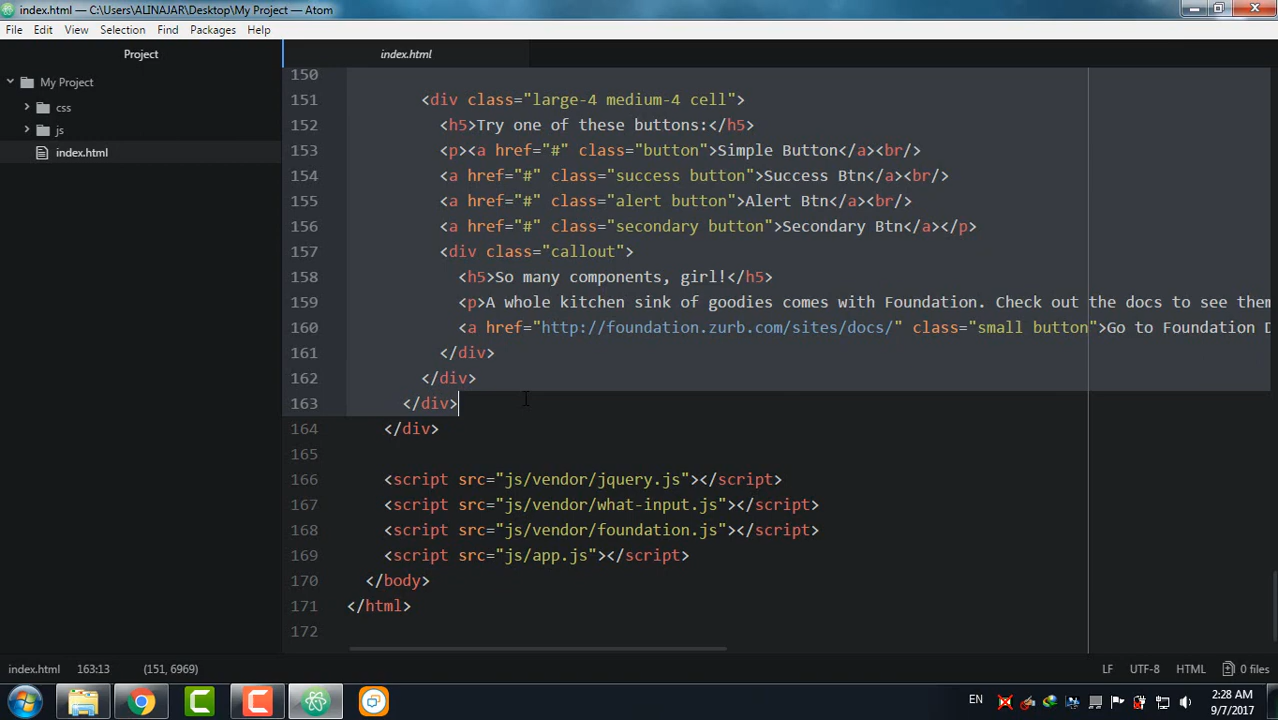 index.html — C:\Users\ALINAJAR\Desktop\My Project — Atom
File Edit View Selection Find Packages Help
Project
index.html
My Project
css
js
index.html
150
151 <div class="large-4 medium-4 cell">
152 <h5>Try one of these buttons:</h5>
153 <p><a href="#" class="button">Simple Button</a><br/>
154 <a href="#" class="success button">Success Btn</a><br/>
155 <a href="#" class="alert button">Alert Btn</a><br/>
156 <a href="#" class="secondary button">Secondary Btn</a></p>
157 <div class="callout">
158 <h5>So many components, girl!</h5>
159 <p>A whole kitchen sink of goodies comes with Foundation. Check out the docs to see them
160 <a href="http://foundation.zurb.com/sites/docs/" class="small button">Go to Foundation D
161 </div>
162 </div>
163 </div>
164 </div>
165
166 <script src="js/vendor/jquery.js"></script>
167 <script src="js/vendor/what-input.js"></script>
168 <script src="js/vendor/foundation.js"></script>
169 <script src="js/app.js"></script>
170 </body>
171 </html>
172
index.html 163:13 (151, 6969) LF UTF-8 HTML 0 files
EN
2:28 AM
9/7/2017